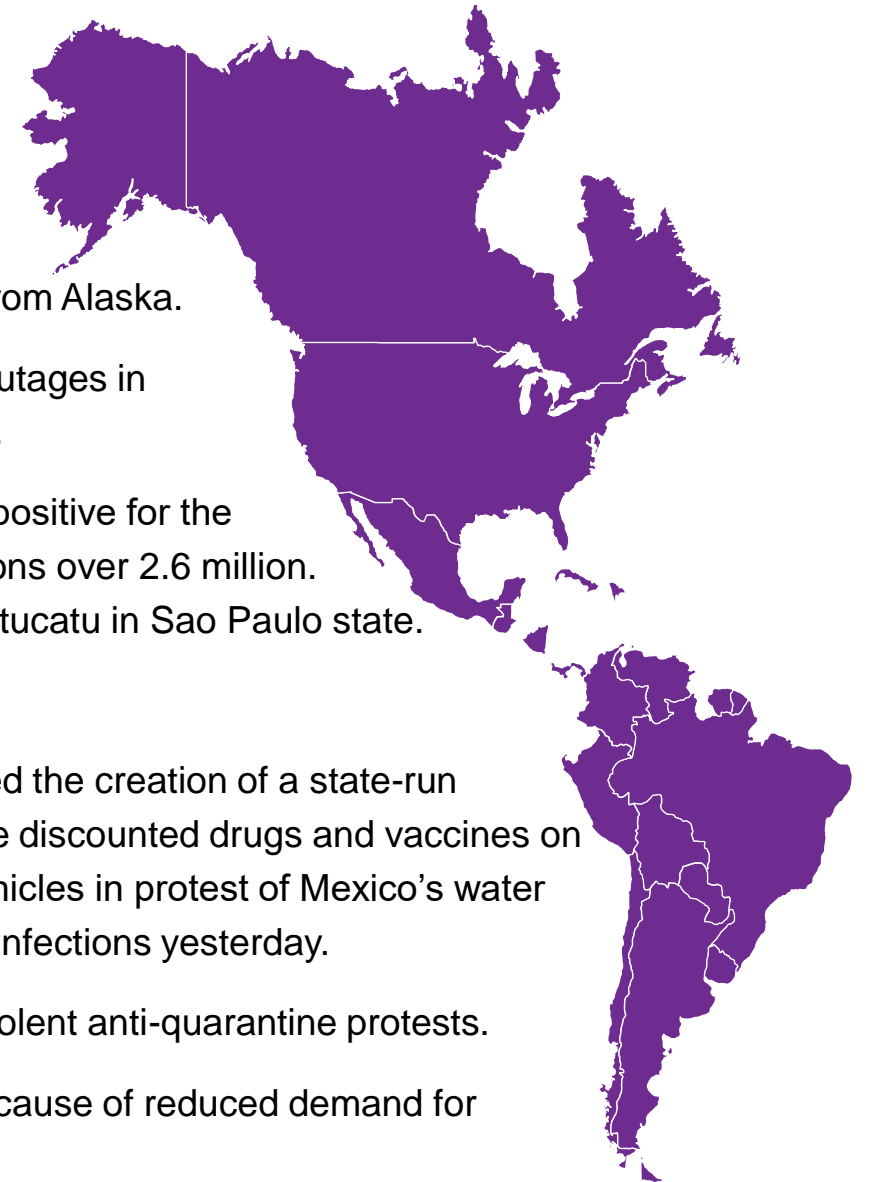 om Alaska.
utages in
.
positive for the
ons over 2.6 million.
tucatu in Sao Paulo state.
ed the creation of a state-run
e discounted drugs and vaccines on
hicles in protest of Mexico’s water
infections yesterday.
olent anti-quarantine protests.
cause of reduced demand for